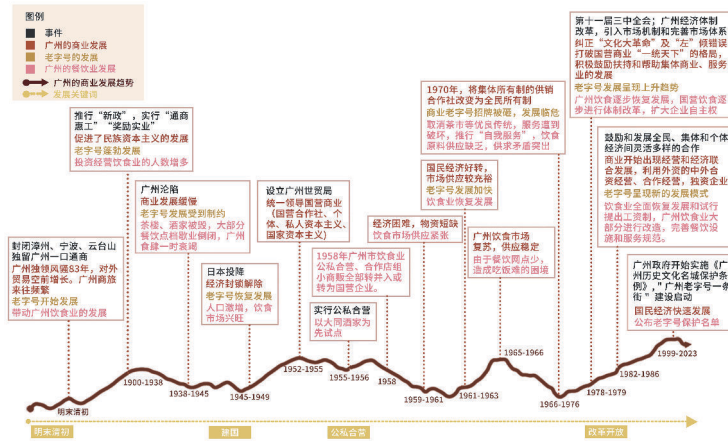 图例
事件
广州的商业发展
老字号的发展
广州的餐饮业发展
广州的商业发展趋势
发展关键词
封闭漳州、宁波、云台山
独留广州一口通商
广州独领风骚83年，对外
贸易空前增长。广州商旅
来往频繁
老字号开始发展
带动广州饮食业的发展
推行“新政”，实行“通商
惠工”“奖励实业”
促进了民族资本主义的发展
老字号蓬勃发展
投资经营饮食业的人数增多
广州沦陷
商业发展缓慢
老字号发展受到制约
茶楼、酒家被毁，大部分
餐饮店档歇业倒闭，广州
食肆一时衰竭
日本投降
经济封锁解除
老字号恢复发展
人口激增，饮食
市场兴旺
设立广州世贸局
统一领导国营商业
（国营合作社、个
体、私人资本主义、
国家资本主义）
1958年广州市饮食业
公私合营、合作店组
小商贩全部转并入或
转为国营企业。
实行公私合营
以大同酒家为
先试点
经济困难，物资短缺
饮食市场供应紧张
1970年，将集体所有制的供销
合作社改变为全民所有制
商业老字号招牌被砸，发展临危
取消茶市等优良传统，服务遭到
破坏，推行“自我服务”，饮食
原料供应缺乏，供求矛盾突出
国民经济好转，
市场供应较充裕
老字号发展加快
饮食业恢复发展
广州饮食市场
复苏，供应稳定
由于餐饮网点少，
造成吃饭难的困境
第十一届三中全会；广州经济体制
改革，引入市场机制和完善市场体系
纠正“文化大革命”及“左”倾错误
打破国营商业“一统天下”的格局，
积极鼓励扶持和帮助集体商业、服务
业的发展
老字号发展呈现上升趋势
广州饮食逐步恢复发展，国营饮食逐
步进行体制改革，扩大企业自主权
鼓励和发展全民、集体和个体
经济间灵活多样的合作
商业开始出现经营和经济联
合发展，利用外资的中外合
资经营、合作经营，独资企业
老字号呈现新的发展模式
饮食业全面恢复发展和试行
提出工资制，广州饮食业大
部分进行改造，完善餐饮设
施和服务规范。
广州政府开始实施《广
州历史文化名城保护条
例》，“广州老字号一条
街”建设启动
国民经济快速发展
公布老字号保护名单
明末清初
1900-1938
1938-1945
1945-1949
1952-1955
1955-1956
1958
1959-1961
1961-1963
1965-1966
1966-1976
1978-1979
1982-1986
1999-2023
明末清初
建国
公私合营
改革开放